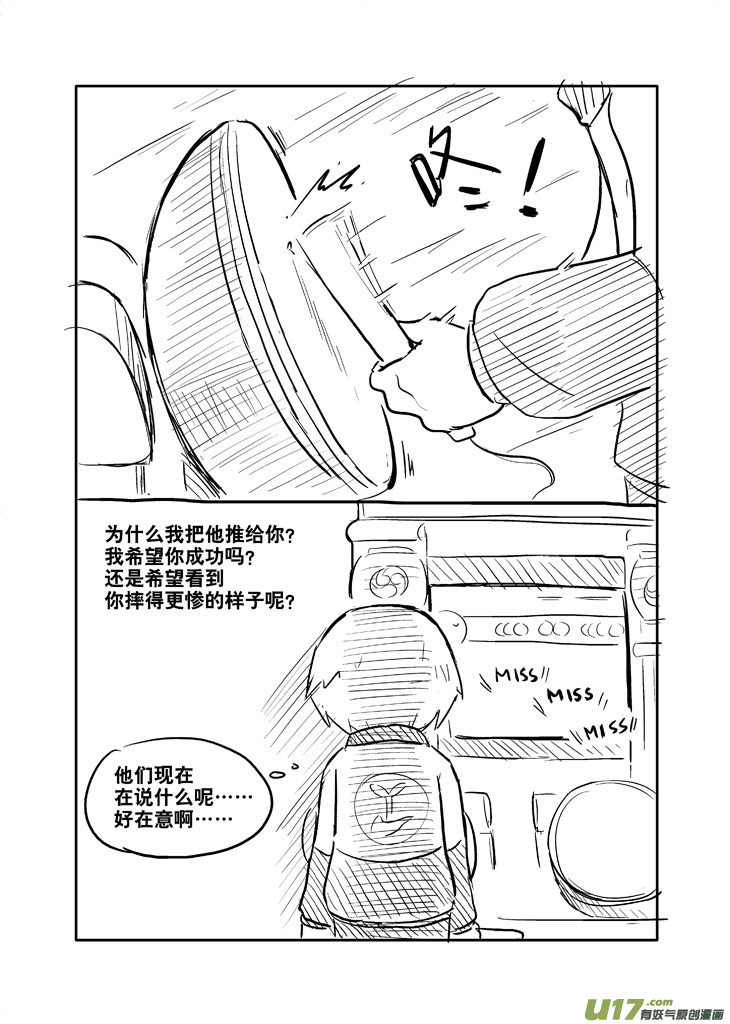 咚!
为什么我把他推给你?
我希望你成功吗?
还是希望看到
你摔得更惨的样子呢?
MISS!!
MISS!!
MISS!!
他们现在
在说什么呢……
好在意啊……
U17.com
有妖气原创漫画